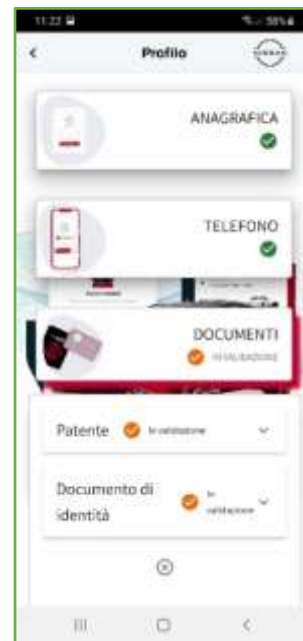 11:22
Profilo
ANAGRAFICA
TELEFONO
DOCUMENTI
IN VALIDAZIONE
Patente In validazione
Documento di
identità
In
validazione